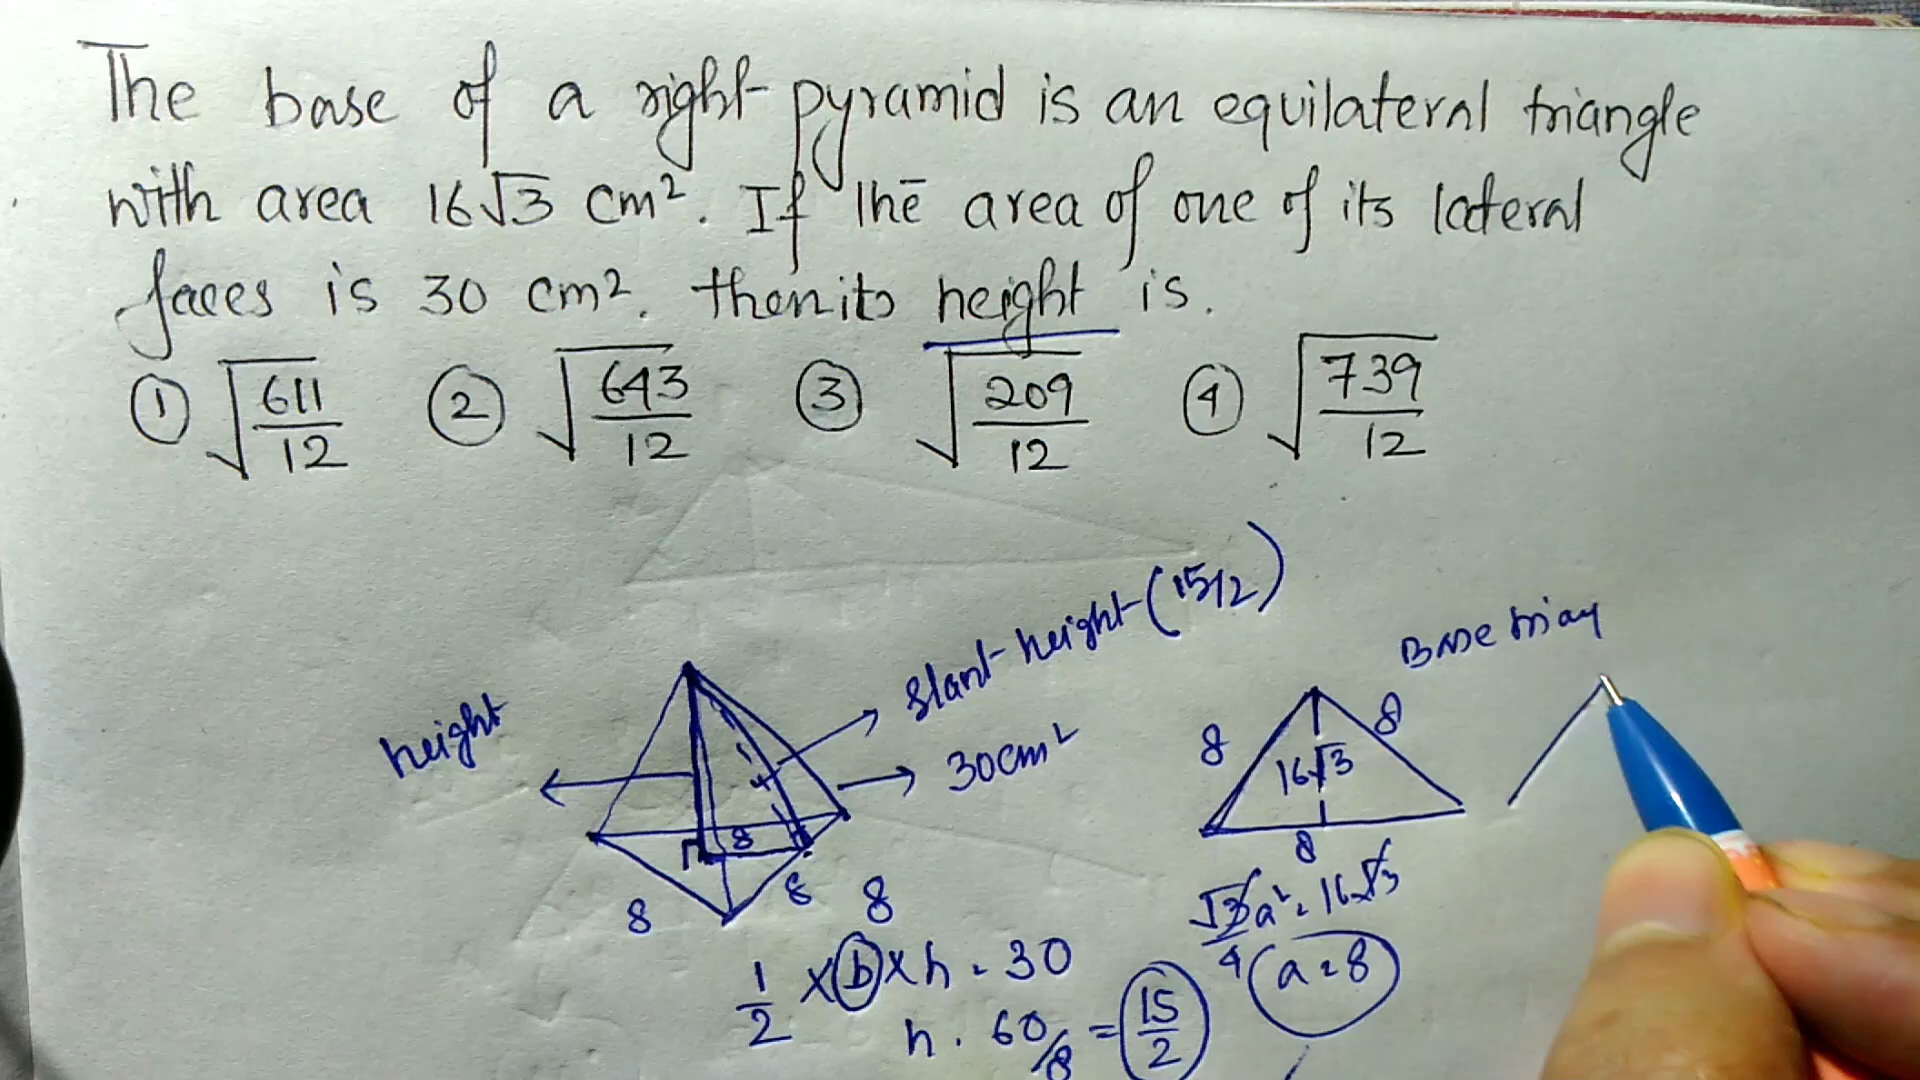 The base of a right pyramid is an equilateral triangle
with area 16√3 cm². If the area of one of its lateral
faces is 30 cm². then its height is.
① √611/12 ② √643/12 ③ √209/12 ④ √739/12
slant-height-(15/2)
Base
height
30cm²
8 8
16√3
8
8
8 8 8
√3/4 a² = 16√3
a = 8
1/2 × b × h = 30
h = 60/8 = 15/2